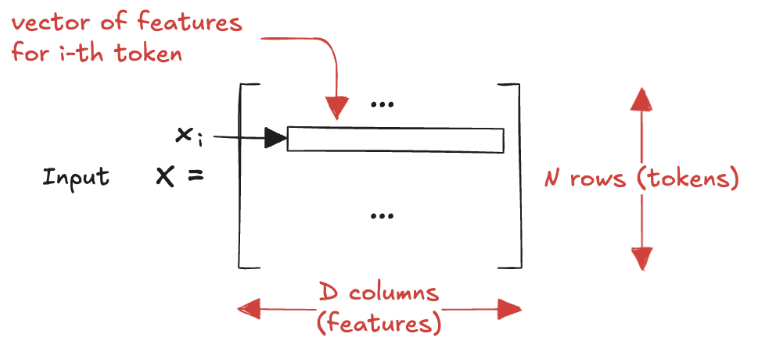 vector of features
for i-th token
...
xi
Input X =
N rows (tokens)
...
D columns
(features)